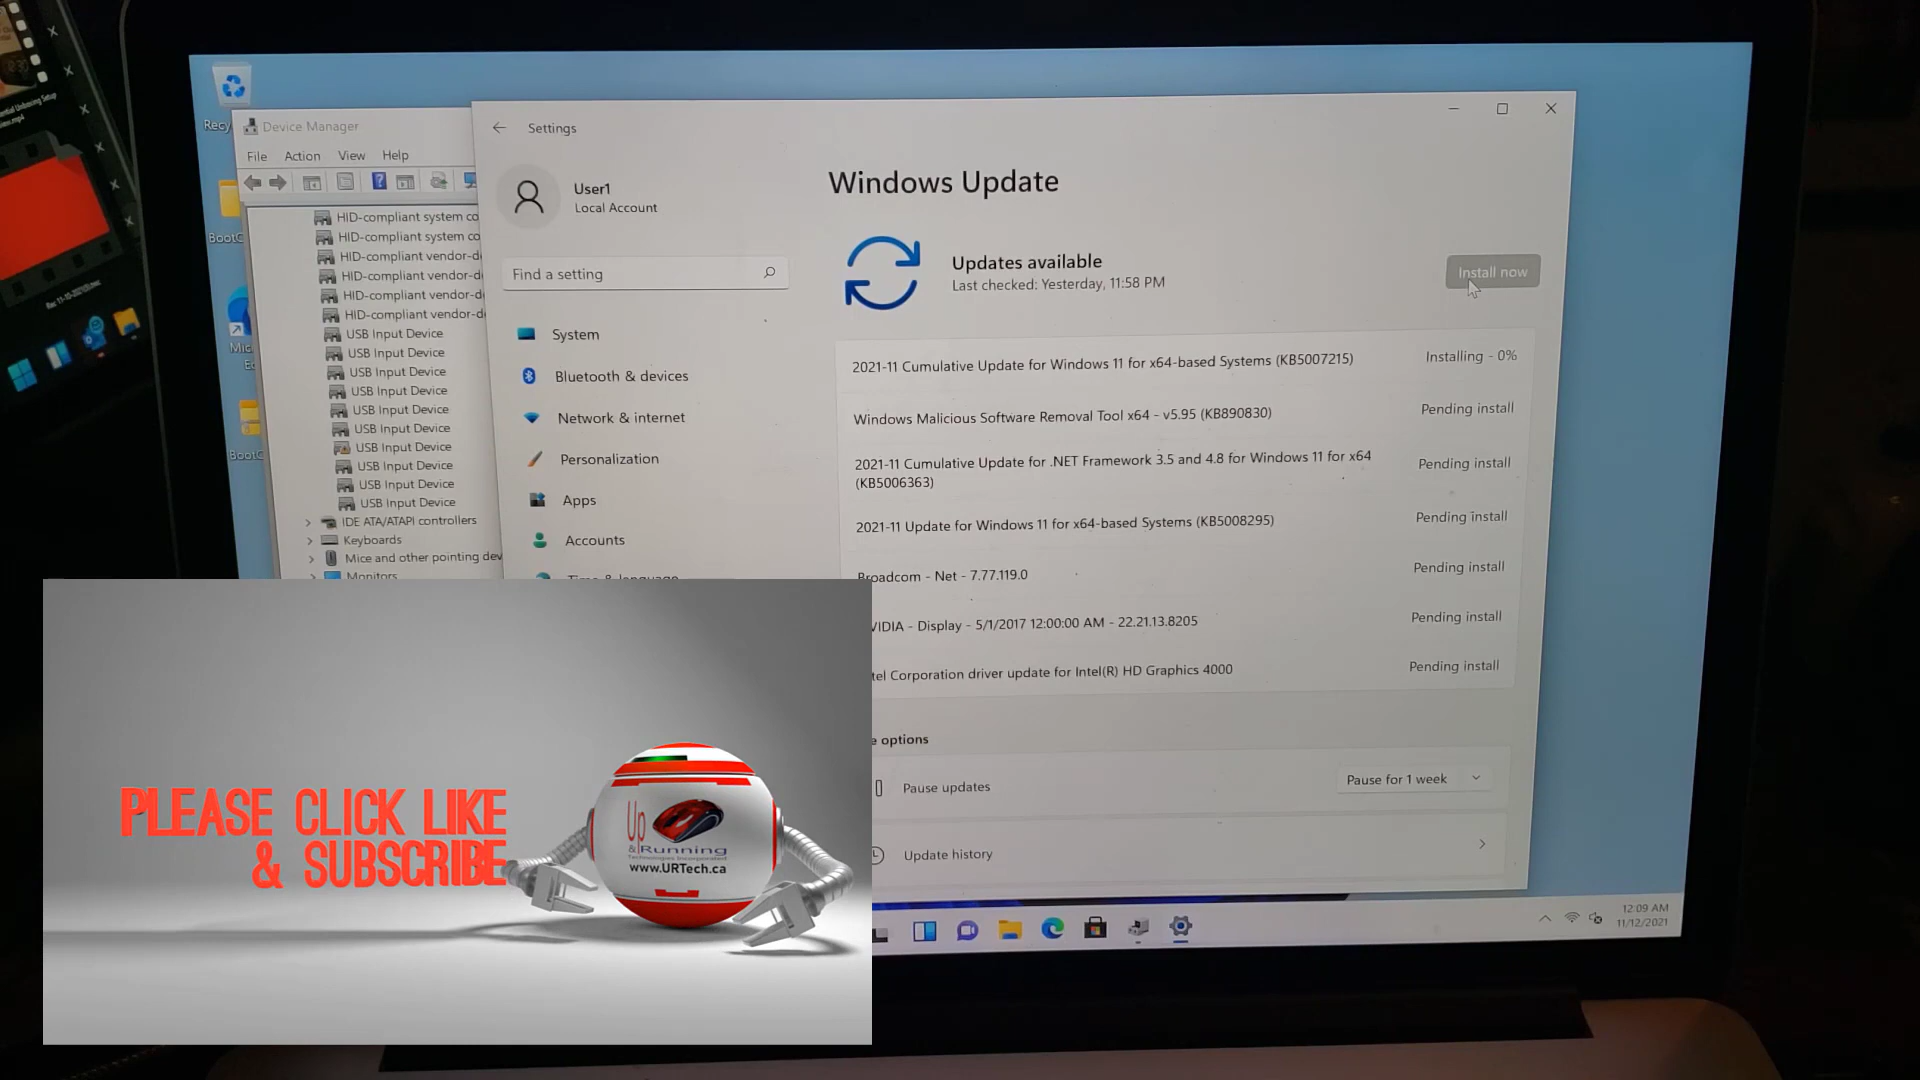 Recy
Device Manager
File Action View Help
HID-compliant system co
HID-compliant system co
HID-compliant vendor-d
HID-compliant vendor-d
HID-compliant vendor-d
HID-compliant vendor-d
USB Input Device
USB Input Device
USB Input Device
USB Input Device
USB Input Device
USB Input Device
USB Input Device
USB Input Device
USB Input Device
USB Input Device
IDE ATA/ATAPI controllers
Keyboards
Mice and other pointing dev
Monitors
BootC
Mic
BootC
Settings
User1
Local Account
Find a setting
System
Bluetooth & devices
Network & internet
Personalization
Apps
Accounts
Time & language
Windows Update
Updates available
Last checked: Yesterday, 11:58 PM
Install now
2021-11 Cumulative Update for Windows 11 for x64-based Systems (KB5007215) Installing - 0%
Windows Malicious Software Removal Tool x64 - v5.95 (KB890830) Pending install
2021-11 Cumulative Update for .NET Framework 3.5 and 4.8 for Windows 11 for x64 Pending install
(KB5006363)
2021-11 Update for Windows 11 for x64-based Systems (KB5008295) Pending install
Broadcom - Net - 7.77.119.0 Pending install
VIDIA - Display - 5/1/2017 12:00:00 AM - 22.21.13.8205 Pending install
tel Corporation driver update for Intel(R) HD Graphics 4000 Pending install
e options
Pause updates Pause for 1 week
Update history
12:09 AM
11/12/2021
PLEASE CLICK LIKE
& SUBSCRIBE
Up
& Running
Technologies Incorporated
www.URTech.ca